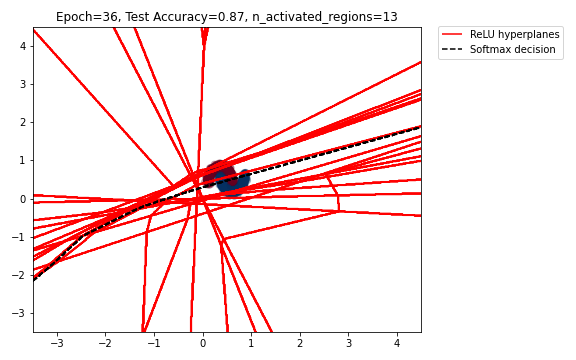 Epoch=36, Test Accuracy=0.87, n_activated_regions=13
ReLU hyperplanes
Softmax decision
4
3
2
1
0
−1
−2
−3
−3 −2 −1 0 1 2 3 4